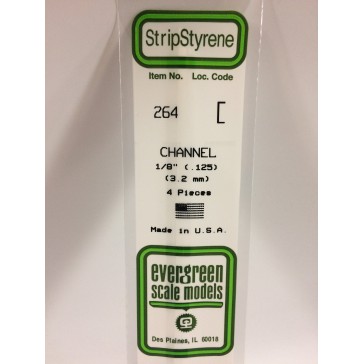 StripStyrene
Item No. Loc. Code
264
CHANNEL
1/8" (.125)
(3.2 mm)
4 Pieces
Made in U.S.A.
evergreen
scale models
Des Plaines, IL 60018